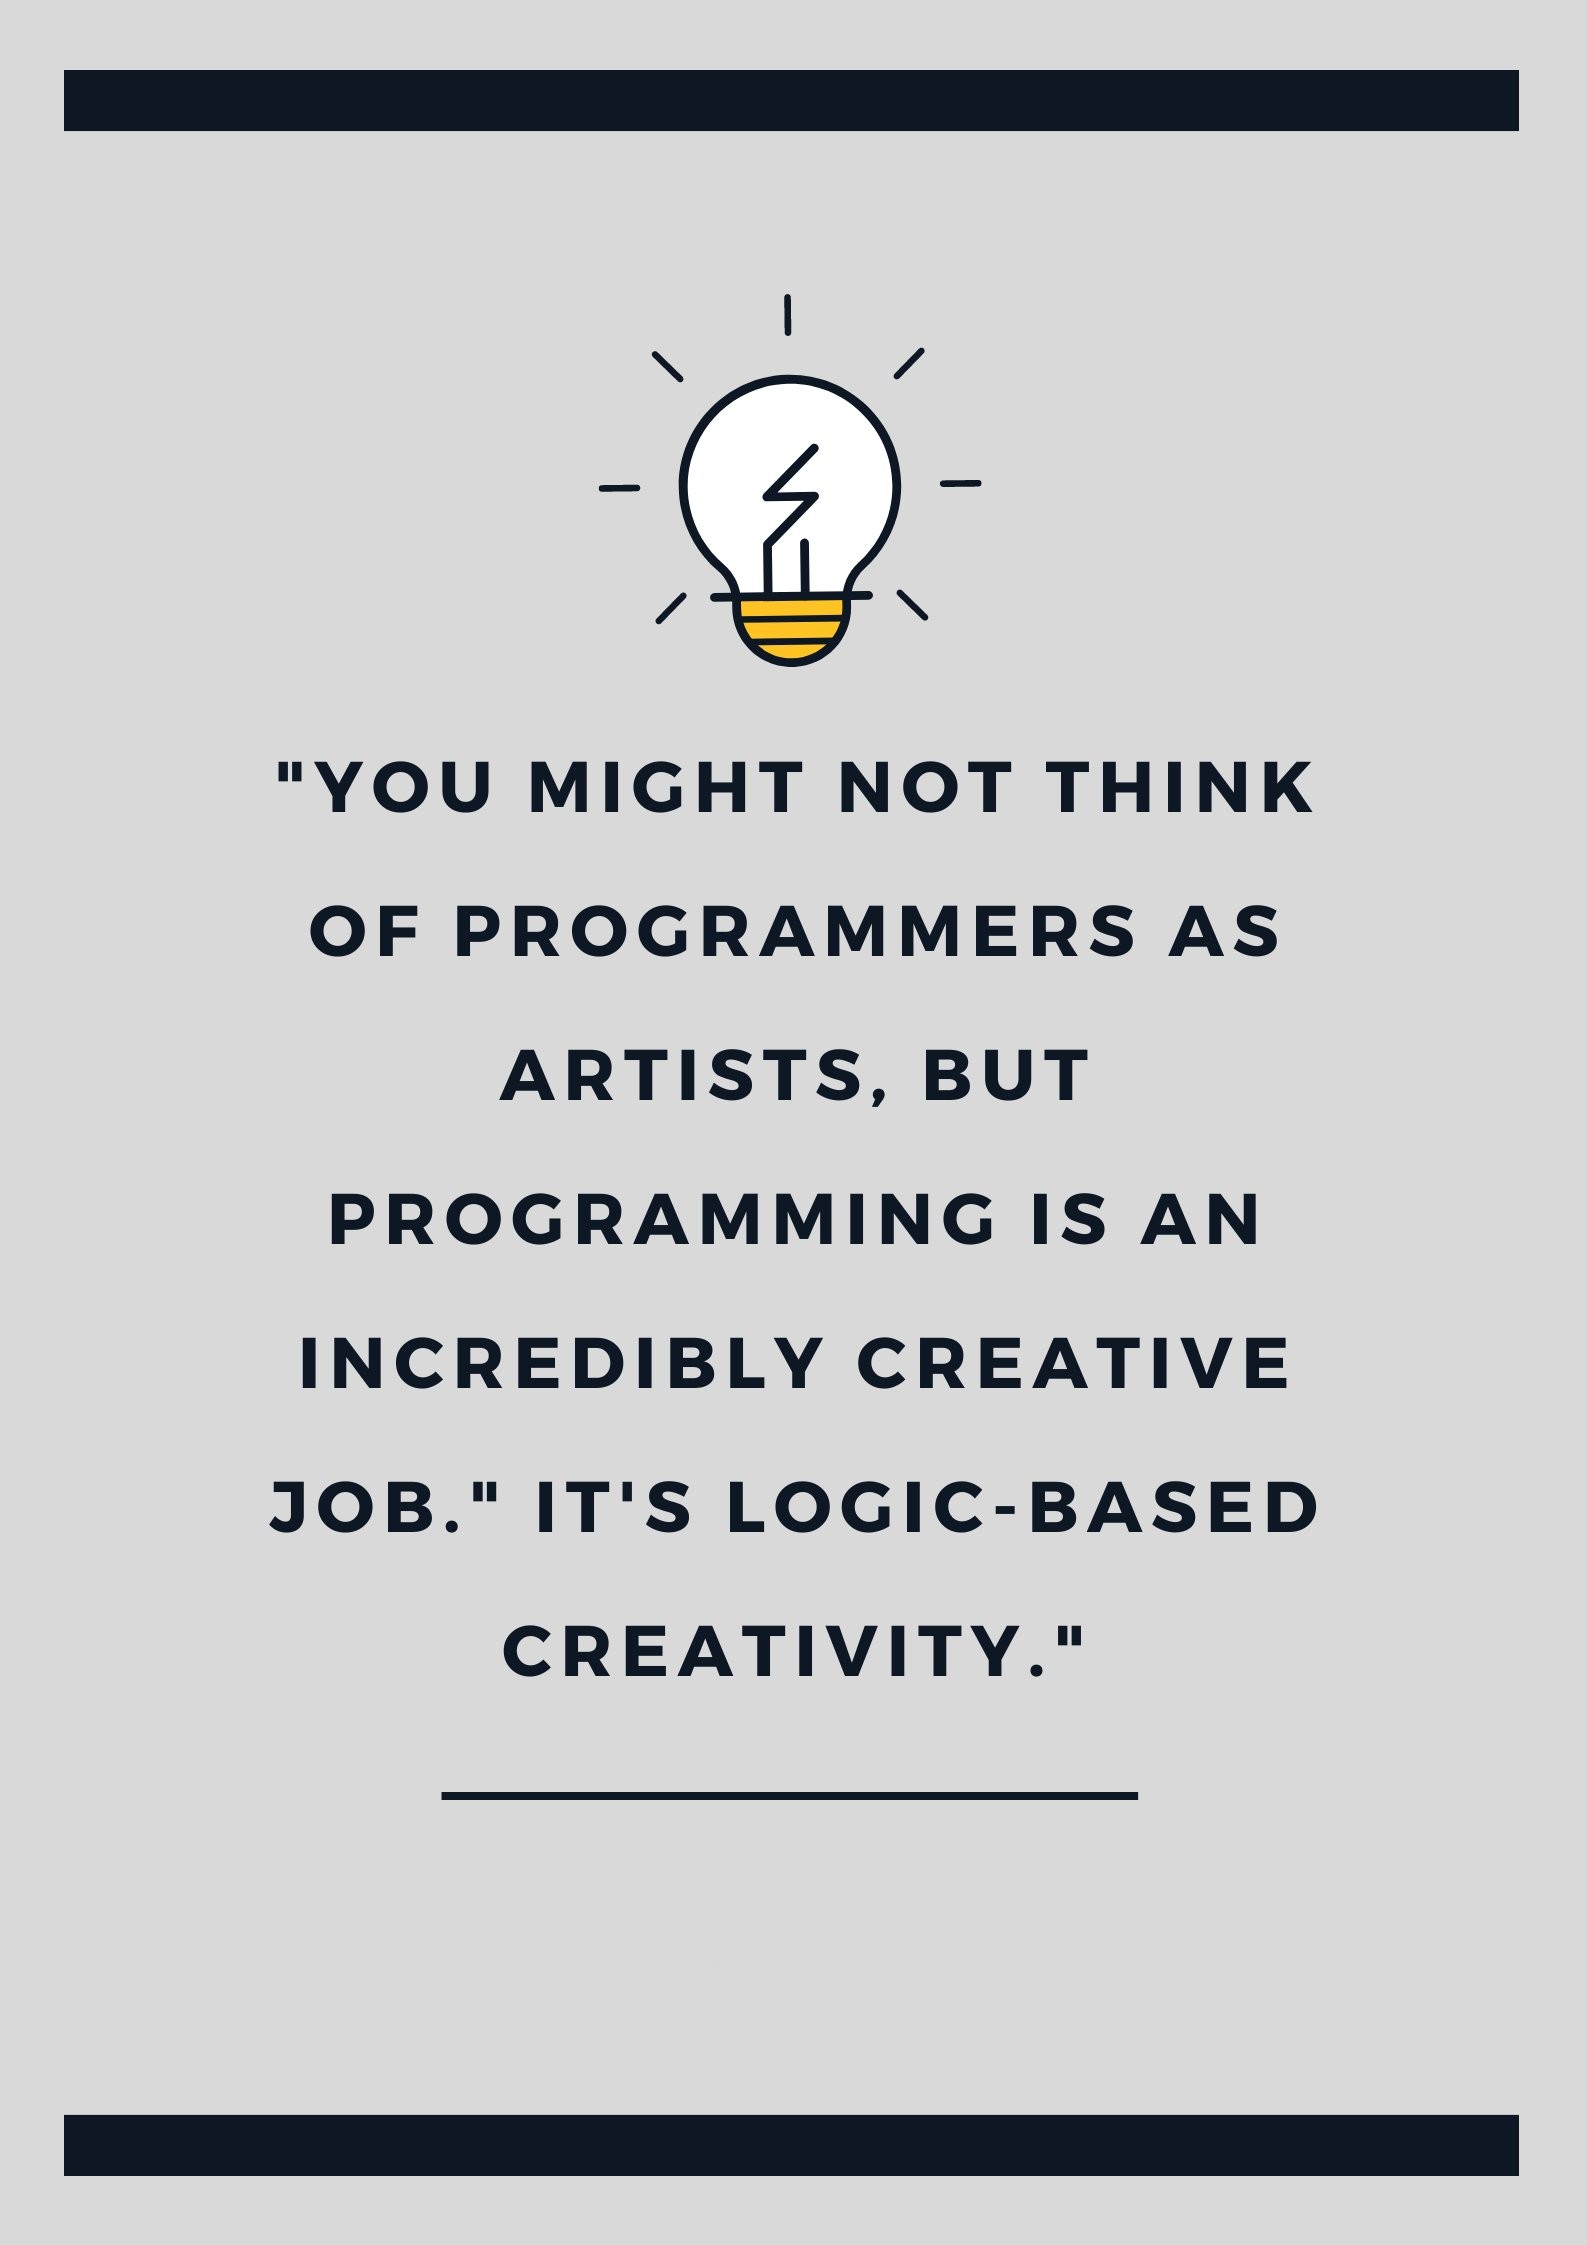 "YOU MIGHT NOT THINK
OF PROGRAMMERS AS
ARTISTS, BUT
PROGRAMMING IS AN
INCREDIBLY CREATIVE
JOB." IT'S LOGIC-BASED
CREATIVITY."